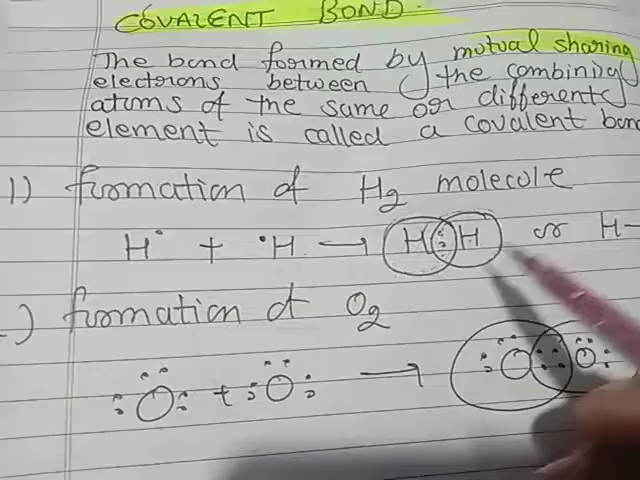 COVALENT BOND.
The bond formed by mutual sharing
electrons between the combining
atoms of the same or different
element is called a covalent bond
1) formation of H2 molecule
H + H → H H or H-
) formation of O2
O + O → O O